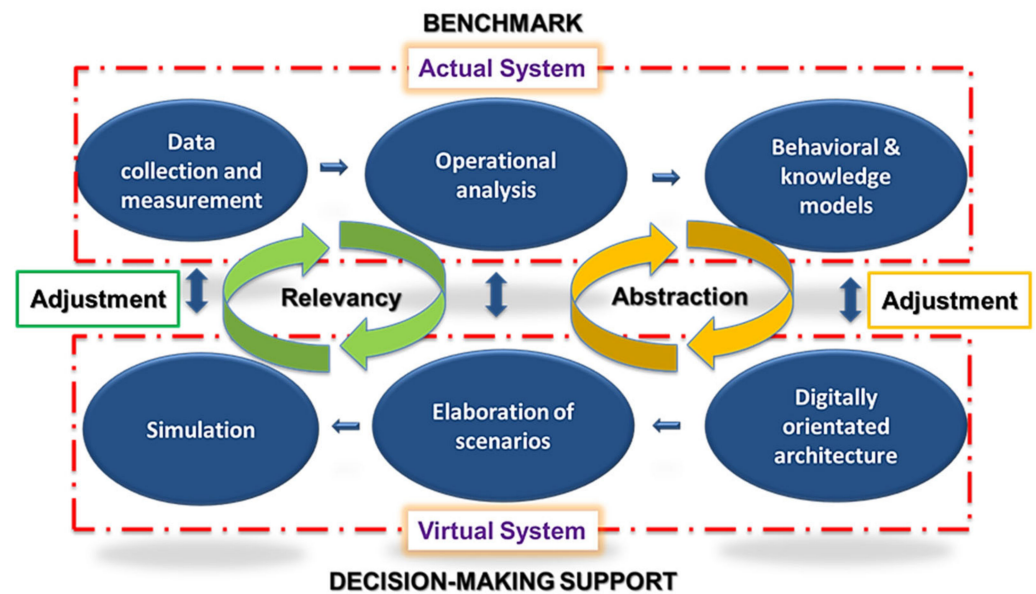 BENCHMARK
Actual System
Data
collection and
measurement
Operational
analysis
Behavioral &
knowledge
models
Adjustment
Relevancy
Abstraction
Adjustment
Simulation
Elaboration of
scenarios
Digitally
orientated
architecture
Virtual System
DECISION-MAKING SUPPORT